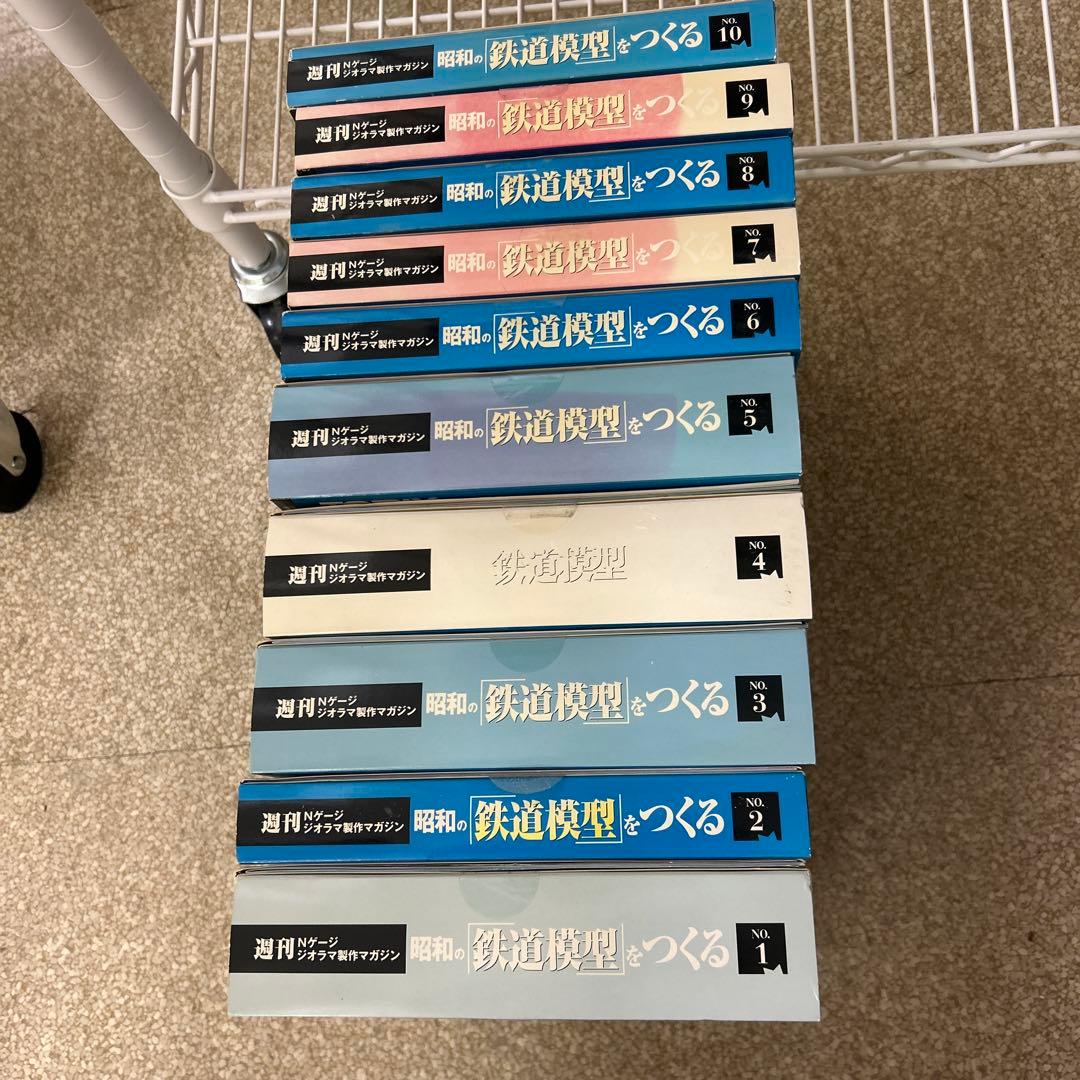 週刊 Nゲージ
ジオラマ製作マガジン
昭和の「鉄道模型」をつくる
NO.
10
週刊 Nゲージ
ジオラマ製作マガジン
昭和の「鉄道模型」をつくる
NO.
9
週刊 Nゲージ
ジオラマ製作マガジン
昭和の「鉄道模型」をつくる
NO.
8
週刊 Nゲージ
ジオラマ製作マガジン
昭和の「鉄道模型」をつくる
NO.
7
週刊 Nゲージ
ジオラマ製作マガジン
昭和の「鉄道模型」をつくる
NO.
6
週刊 Nゲージ
ジオラマ製作マガジン
昭和の「鉄道模型」をつくる
NO.
5
週刊 Nゲージ
ジオラマ製作マガジン
鉄道模型
NO.
4
週刊 Nゲージ
ジオラマ製作マガジン
昭和の「鉄道模型」をつくる
NO.
3
週刊 Nゲージ
ジオラマ製作マガジン
昭和の「鉄道模型」をつくる
NO.
2
週刊 Nゲージ
ジオラマ製作マガジン
昭和の「鉄道模型」をつくる
NO.
1